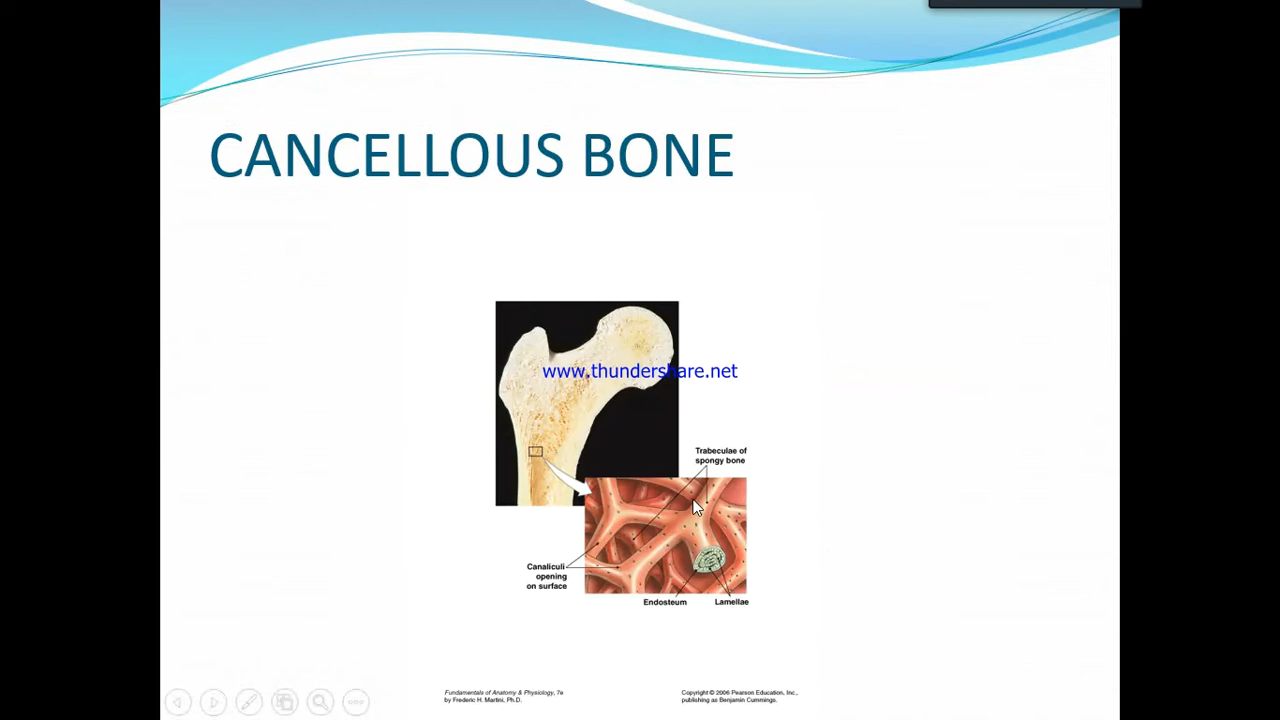 CANCELLOUS BONE
www.thundershare.net
Trabeculae of
spongy bone
Canaliculi
opening
on surface
Endosteum
Lamellae
Fundamentals of Anatomy & Physiology, 7e
by Frederic H. Martini, Ph.D.
Copyright © 2006 Pearson Education, Inc.,
publishing as Benjamin Cummings.